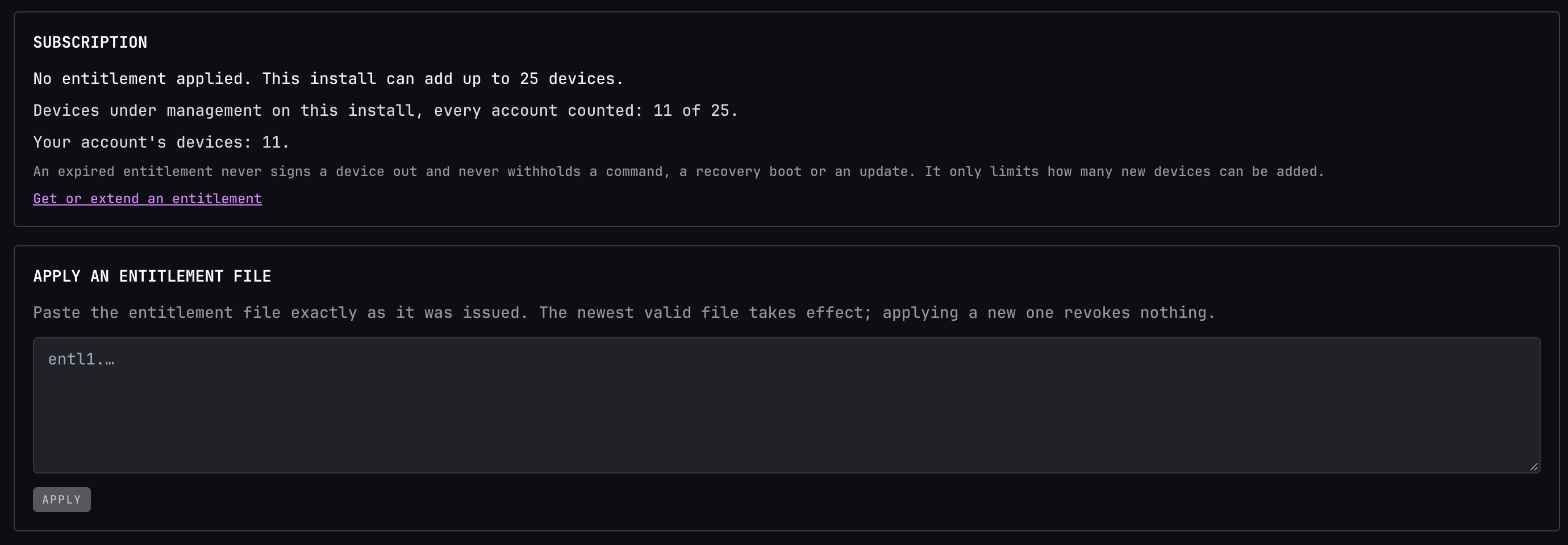 SUBSCRIPTION
No entitlement applied. This install can add up to 25 devices.
Devices under management on this install, every account counted: 11 of 25.
Your account's devices: 11.
An expired entitlement never signs a device out and never withholds a command, a recovery boot or an update. It only limits how many new devices can be added.
Get or extend an entitlement
APPLY AN ENTITLEMENT FILE
Paste the entitlement file exactly as it was issued. The newest valid file takes effect; applying a new one revokes nothing.
entl1.…
APPLY